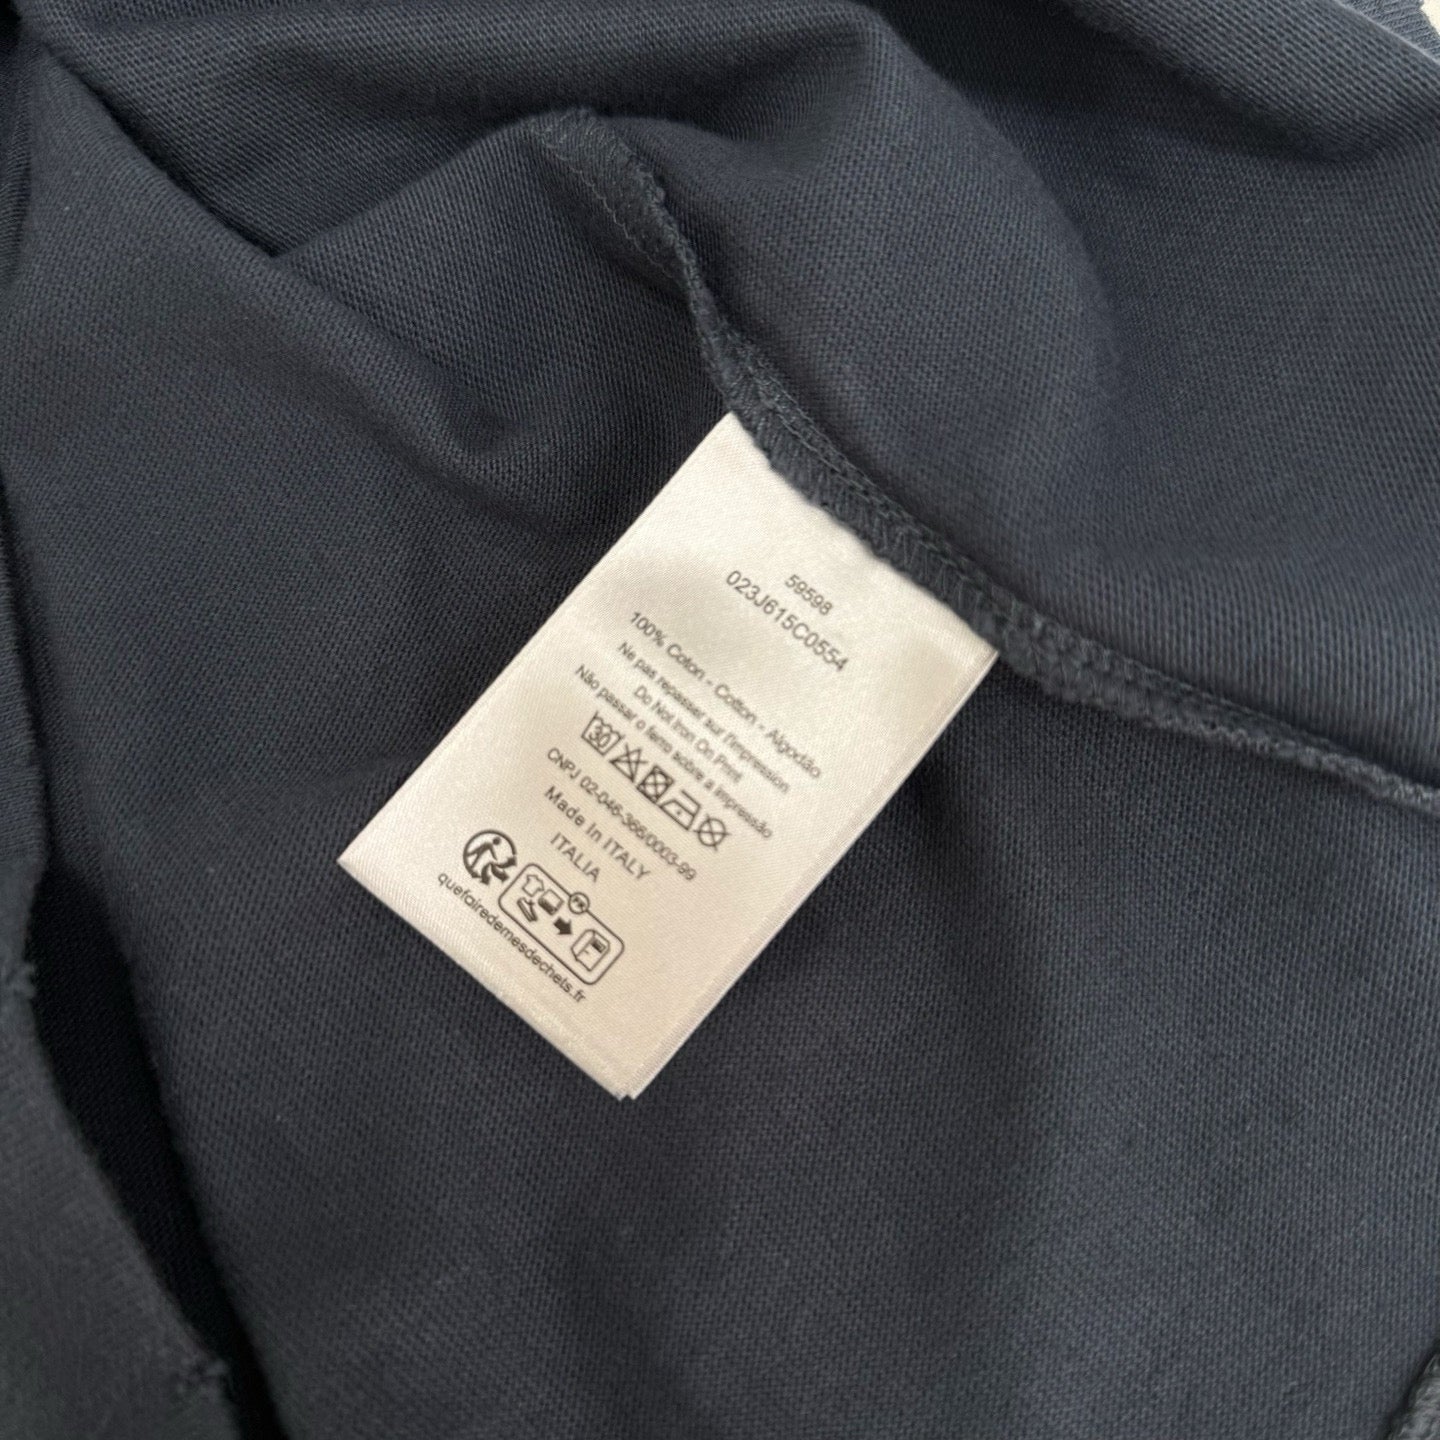 59598
023J615C0554
100% Coton - Cotton - Algodão
Ne pas repasser sur l'impression
Do Not Iron On Print
Não passar o ferro sobre a impressão
30
CNPJ 02-046-366/0003-99
Made In ITALY
ITALIA
FR
quefairedemesdechets.fr